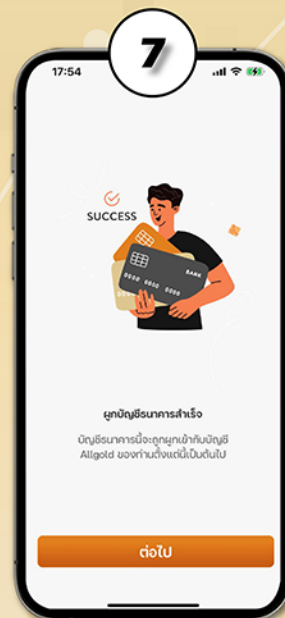 7
17:54
SUCCESS
BANK
0500 6800 5000
ผูกบัญชีธนาคารสำเร็จ
บัญชีธนาคารนี้จะถูกผูกเข้ากับบัญชี
Allgold ของท่านตั้งแต่นี้เป็นต้นไป
ต่อไป